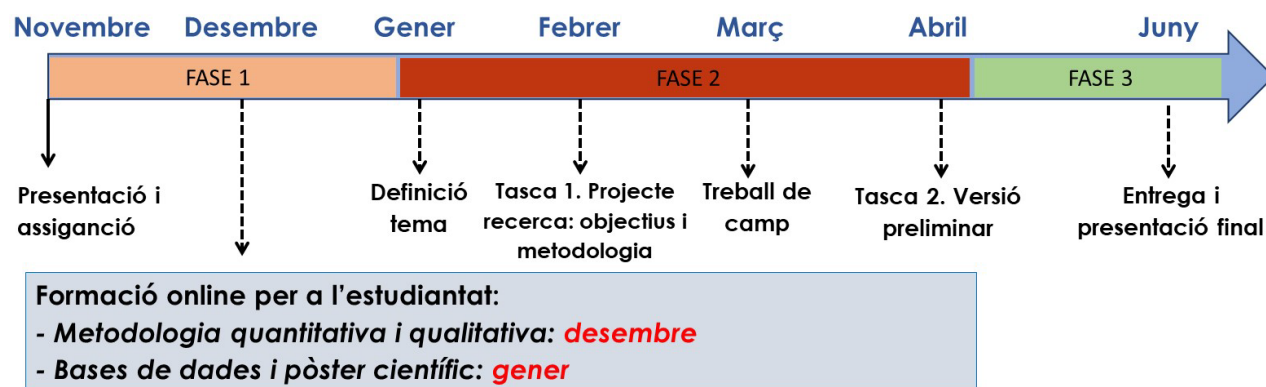 Novembre Desembre Gener Febrer Març Abril Juny
FASE 1 FASE 2 FASE 3
Presentació i
assigancó
Definició
tema
Tasca 1. Projecte
recerca: objectius i
metodologia
Treball de
camp
Tasca 2. Versió
preliminar
Entrega i
presentació final
Formació online per a l’estudiantat:
- Metodologia quantitativa i qualitativa: desembre
- Bases de dades i pòster científic: gener